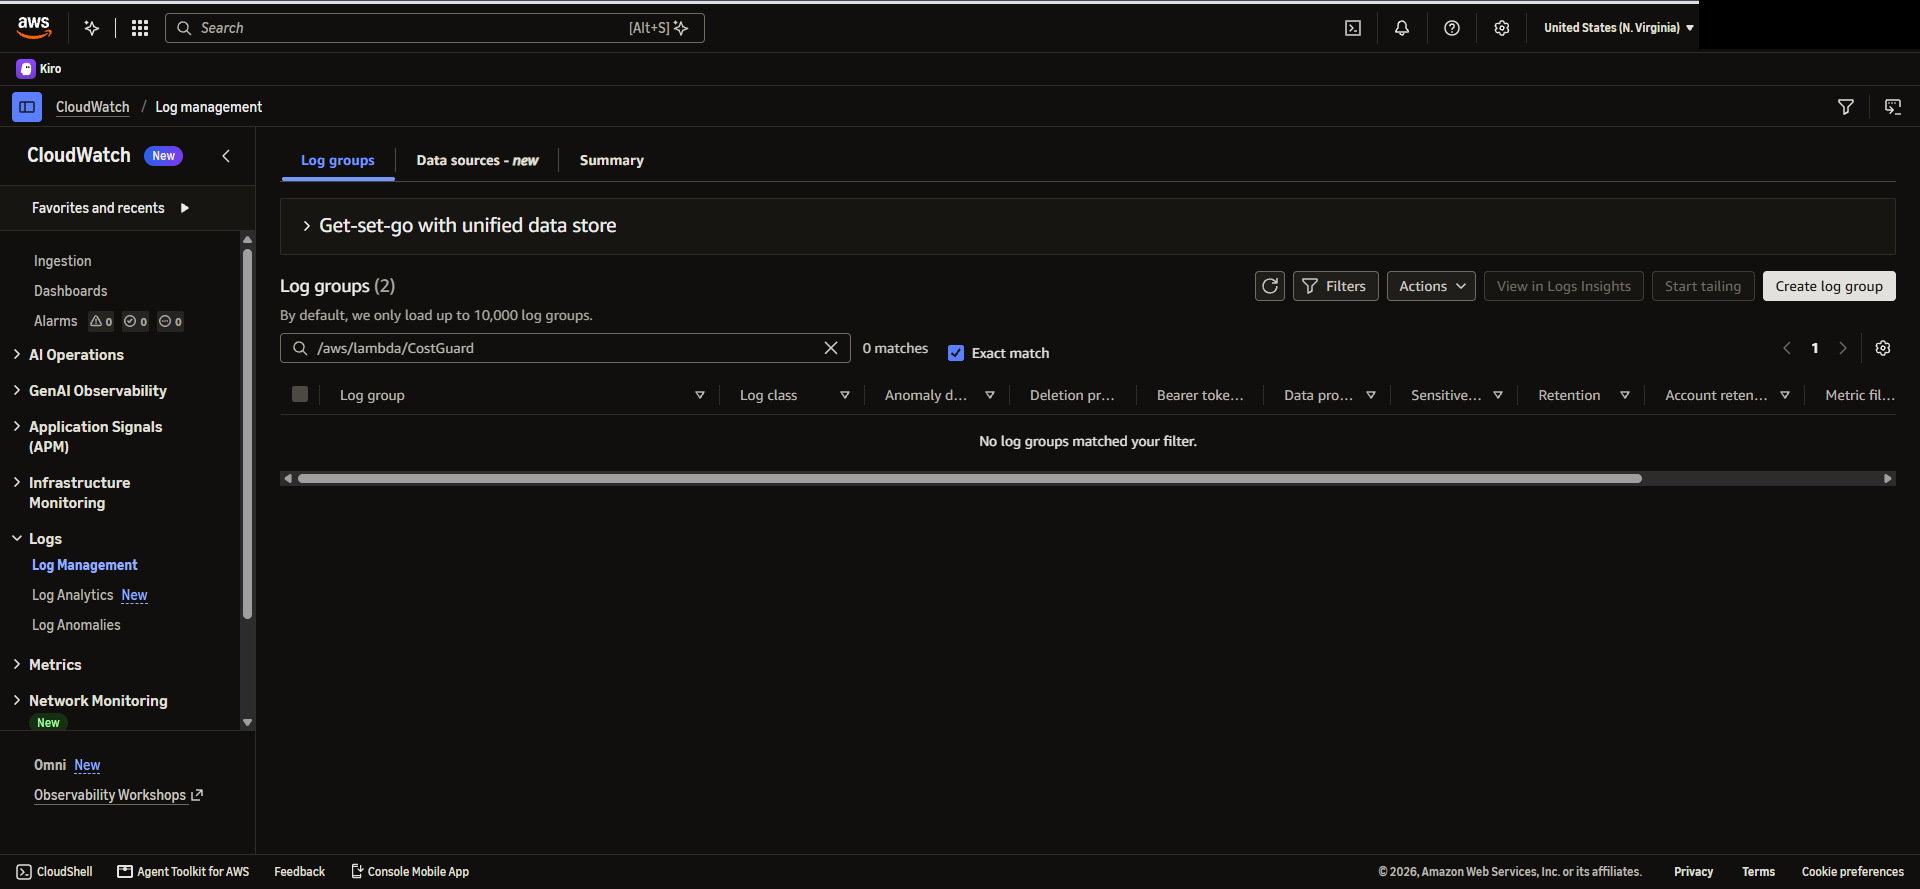 aws
Search [Alt+S]
United States (N. Virginia)
Kiro
CloudWatch / Log management
CloudWatch New
Favorites and recents
Ingestion
Dashboards
Alarms 0 0 0
AI Operations
GenAI Observability
Application Signals
(APM)
Infrastructure
Monitoring
Logs
Log Management
Log Analytics New
Log Anomalies
Metrics
Network Monitoring
New
Omni New
Observability Workshops
Log groups
Data sources - new
Summary
Get-set-go with unified data store
Log groups (2)
By default, we only load up to 10,000 log groups.
Filters
Actions
View in Logs Insights
Start tailing
Create log group
/aws/lambda/CostGuard
0 matches
Exact match
1
Log group
Log class
Anomaly d...
Deletion pr...
Bearer toke...
Data pro...
Sensitive...
Retention
Account reten...
Metric fil...
No log groups matched your filter.
CloudShell
Agent Toolkit for AWS
Feedback
Console Mobile App
© 2026, Amazon Web Services, Inc. or its affiliates.
Privacy
Terms
Cookie preferences